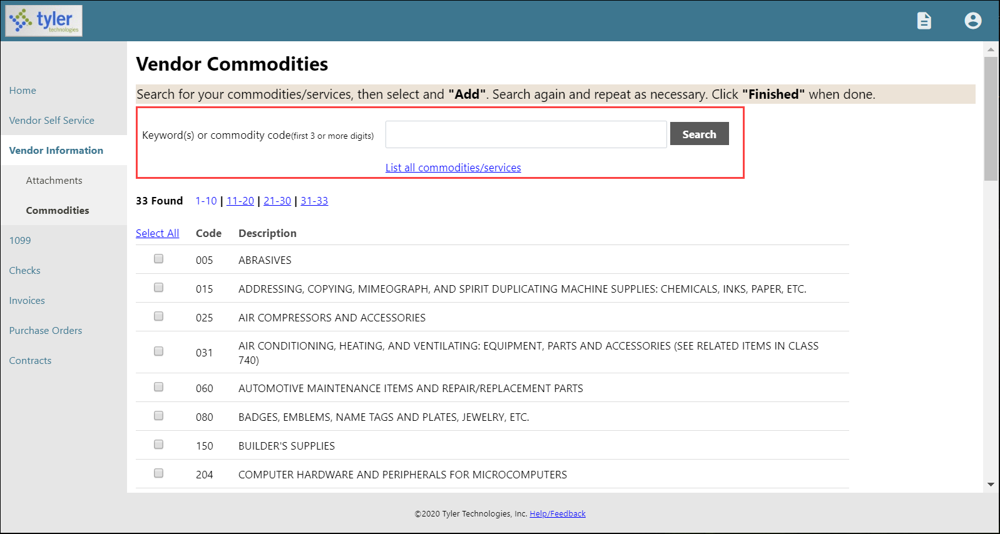 tyler
technologies
Home
Vendor Self Service
Vendor Information
Attachments
Commodities
1099
Checks
Invoices
Purchase Orders
Contracts
Vendor Commodities
Search for your commodities/services, then select and "Add". Search again and repeat as necessary. Click "Finished" when done.
Keyword(s) or commodity code(first 3 or more digits) Search
List all commodities/services
33 Found 1-10 | 11-20 | 21-30 | 31-33
Select All Code Description
005 ABRASIVES
015 ADDRESSING, COPYING, MIMEOGRAPH, AND SPIRIT DUPLICATING MACHINE SUPPLIES: CHEMICALS, INKS, PAPER, ETC.
025 AIR COMPRESSORS AND ACCESSORIES
031 AIR CONDITIONING, HEATING, AND VENTILATING: EQUIPMENT, PARTS AND ACCESSORIES (SEE RELATED ITEMS IN CLASS
740)
060 AUTOMOTIVE MAINTENANCE ITEMS AND REPAIR/REPLACEMENT PARTS
080 BADGES, EMBLEMS, NAME TAGS AND PLATES, JEWELRY, ETC.
150 BUILDER'S SUPPLIES
204 COMPUTER HARDWARE AND PERIPHERALS FOR MICROCOMPUTERS
©2020 Tyler Technologies, Inc. Help/Feedback